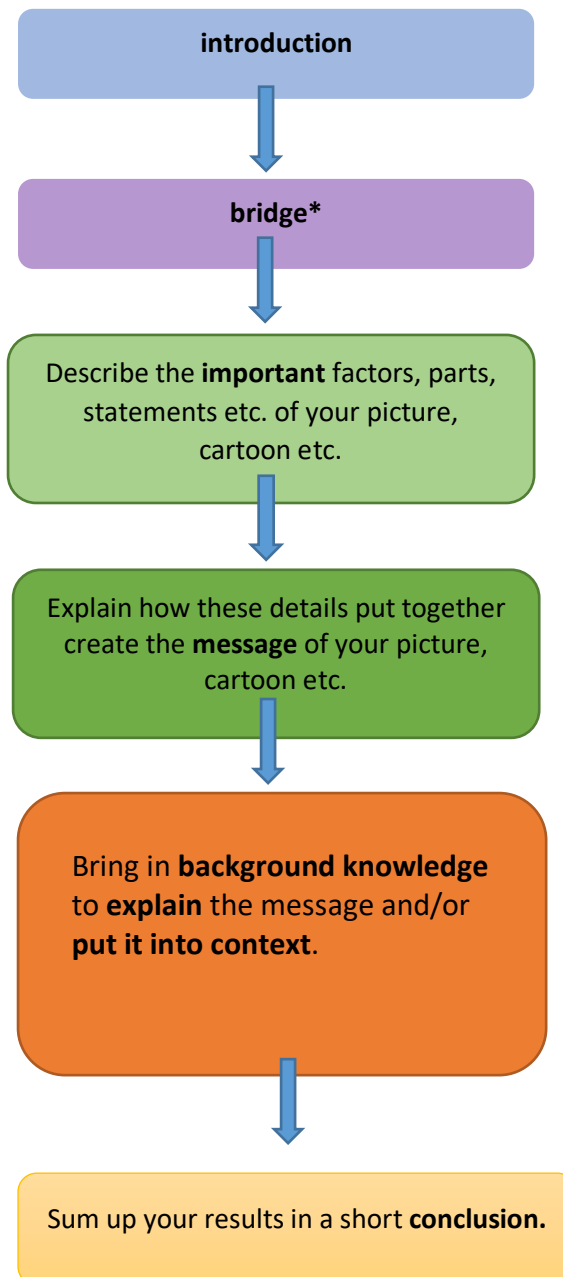 introduction
bridge*
Describe the important factors, parts,
statements etc. of your picture,
cartoon etc.
Explain how these details put together
create the message of your picture,
cartoon etc.
Bring in background knowledge
to explain the message and/or
put it into context.
Sum up your results in a short conclusion.